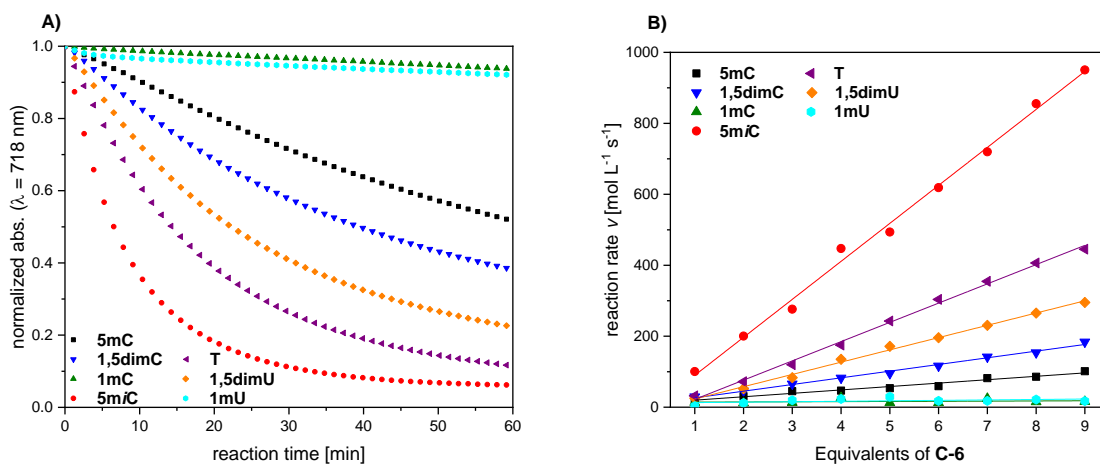 A)
normalized abs. (λ = 718 nm)
1.0
0.8
0.6
0.4
0.2
0.0
5mC
1,5dimC T
1mC 1,5dimU
5miC 1mU
0 10 20 30 40 50 60
reaction time [min]
B)
reaction rate v [mol L⁻¹ s⁻¹]
1000
800
600
400
200
0
5mC T
1,5dimC 1,5dimU
1mC 1mU
5miC
1 2 3 4 5 6 7 8 9
Equivalents of C-6